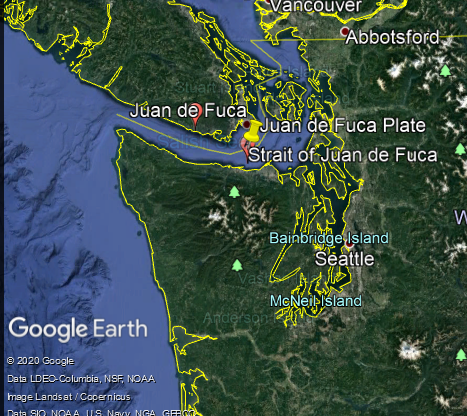 Vancouver
Abbotsford
Juan de Fuca
Juan de Fuca Plate
Strait of Juan de Fuca
Bainbridge Island
Seattle
McNeil Island
Anderson
Google Earth
© 2020 Google
Data LDEO-Columbia, NSF, NOAA
Image Landsat / Copernicus
Data SIO, NOAA, U.S. Navy, NGA, GEBCO